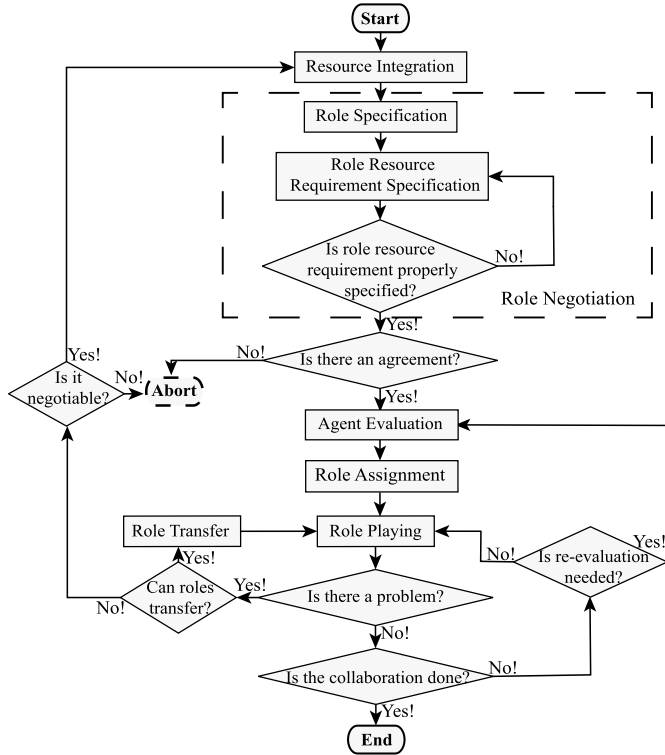 Start
Resource Integration
Role Specification
Role Resource
Requirement Specification
Is role resource
requirement properly
specified?
No!
Role Negotiation
Yes!
Is there an agreement?
No!
Yes!
Is it
negotiable?
No!
Abort
Yes!
Agent Evaluation
Role Assignment
Role Transfer
Role Playing
Yes!
Can roles
transfer?
No!
Yes!
Is there a problem?
No!
Is re-evaluation
needed?
Yes!
No!
Is the collaboration done?
No!
Yes!
End